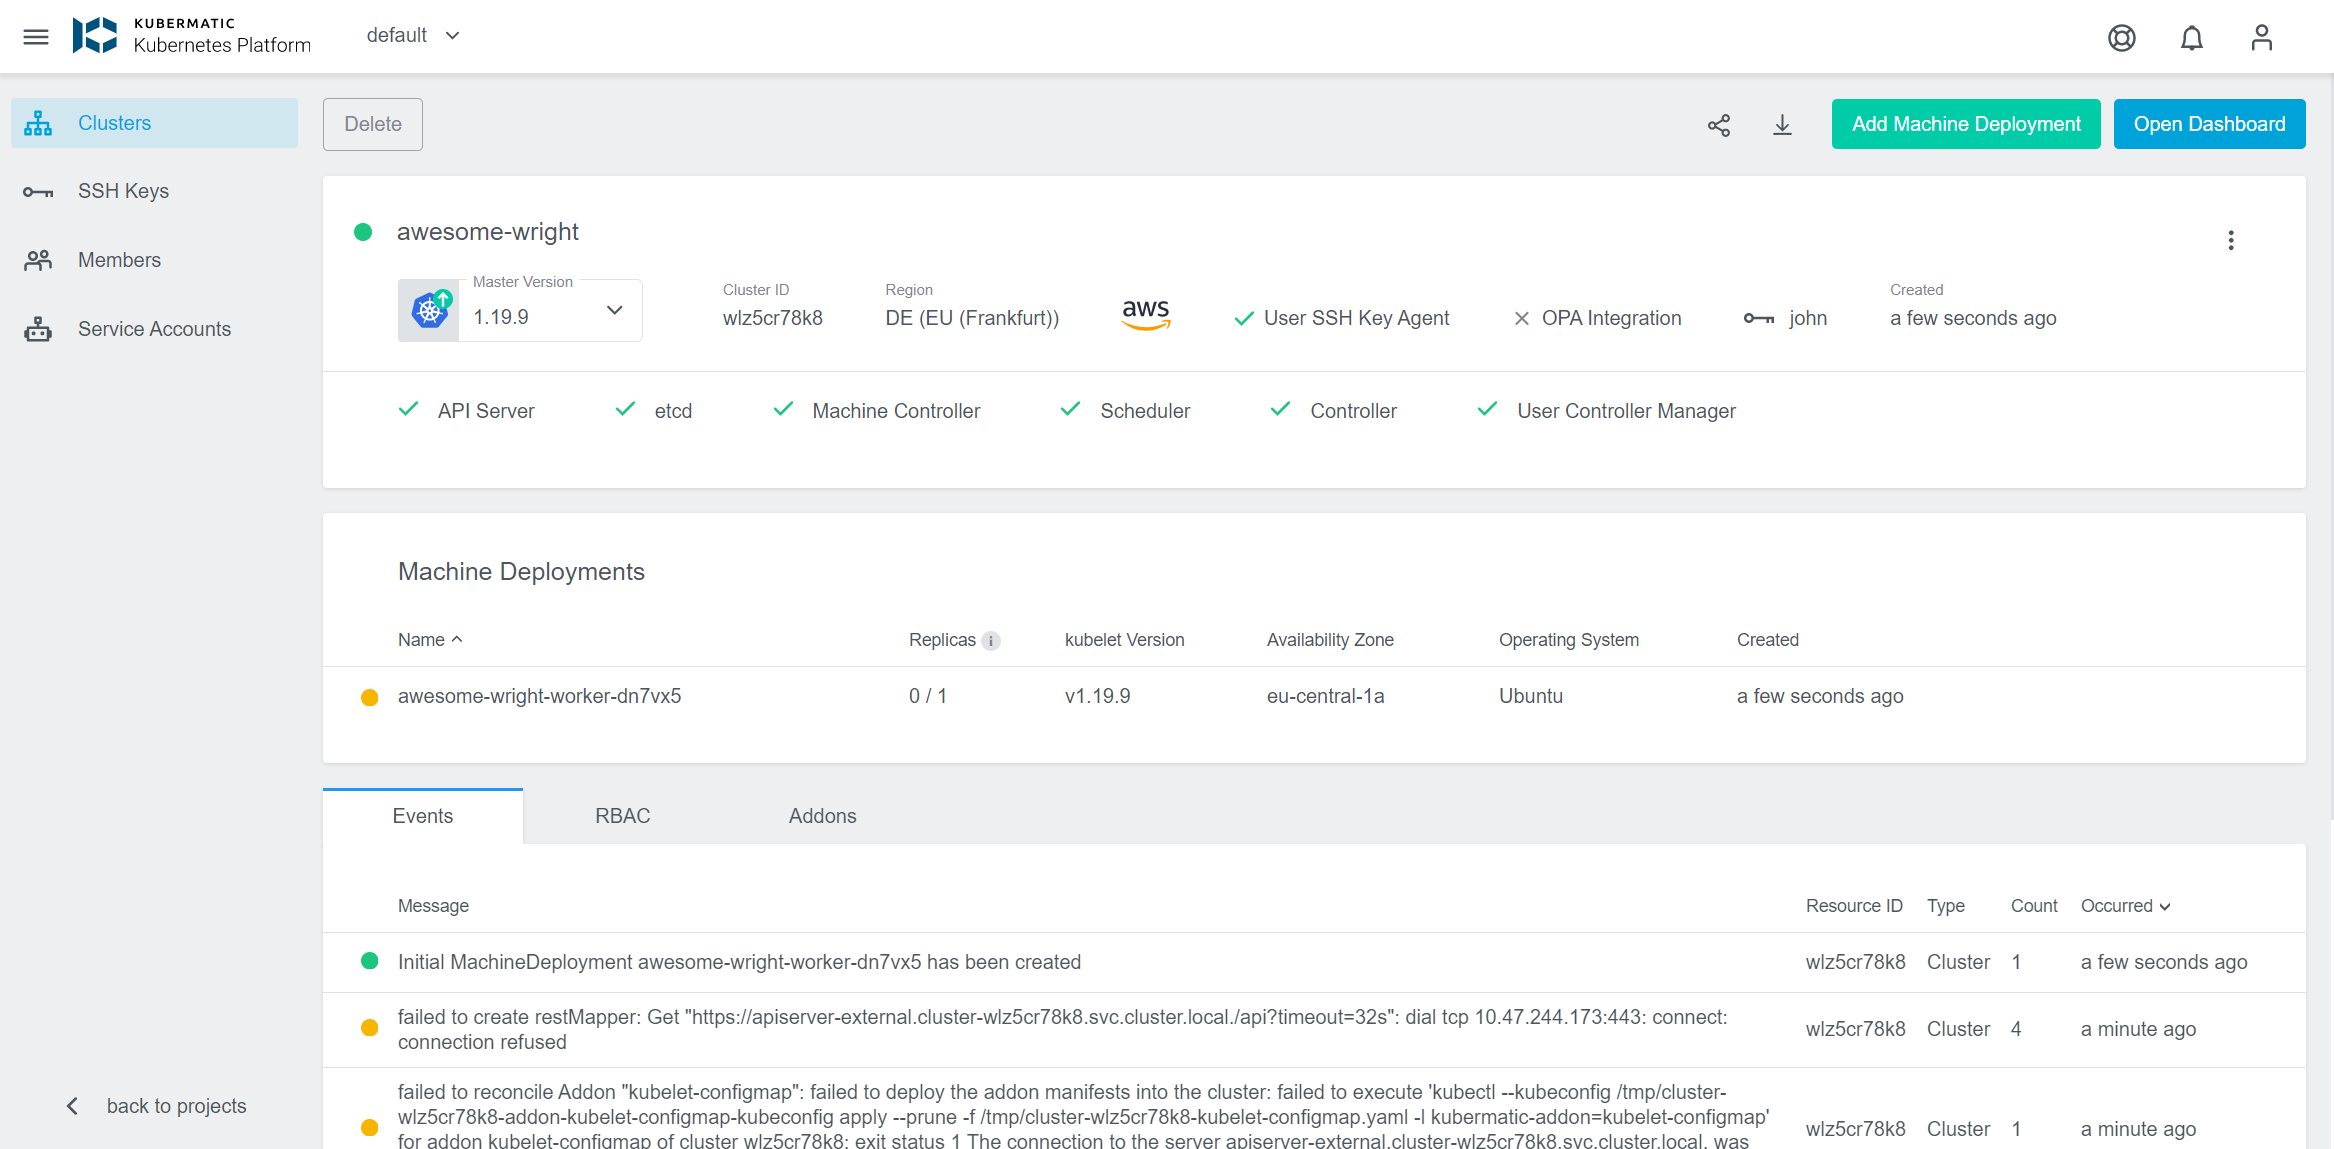 KUBERMATIC
Kubernetes Platform
default
Clusters
SSH Keys
Members
Service Accounts
back to projects
Delete
Add Machine Deployment
Open Dashboard
awesome-wright
Master Version
1.19.9
Cluster ID
wlz5cr78k8
Region
DE (EU (Frankfurt))
aws
User SSH Key Agent
OPA Integration
john
Created
a few seconds ago
API Server
etcd
Machine Controller
Scheduler
Controller
User Controller Manager
Machine Deployments
Name Replicas i kubelet Version Availability Zone Operating System Created
awesome-wright-worker-dn7vx5 0 / 1 v1.19.9 eu-central-1a Ubuntu a few seconds ago
Events RBAC Addons
Message Resource ID Type Count Occurred
Initial MachineDeployment awesome-wright-worker-dn7vx5 has been created wlz5cr78k8 Cluster 1 a few seconds ago
failed to create restMapper: Get "https://apiserver-external.cluster-wlz5cr78k8.svc.cluster.local./api?timeout=32s": dial tcp 10.47.244.173:443: connect:
connection refused
wlz5cr78k8 Cluster 4 a minute ago
failed to reconcile Addon "kubelet-configmap": failed to deploy the addon manifests into the cluster: failed to execute 'kubectl --kubeconfig /tmp/cluster-
wlz5cr78k8-addon-kubelet-configmap-kubeconfig apply --prune -f /tmp/cluster-wlz5cr78k8-kubelet-configmap.yaml -l kubermatic-addon=kubelet-configmap'
for addon kubelet-configmap of cluster wlz5cr78k8: exit status 1 The connection to the server apiserver-external.cluster-wlz5cr78k8.svc.cluster.local. was
wlz5cr78k8 Cluster 1 a minute ago